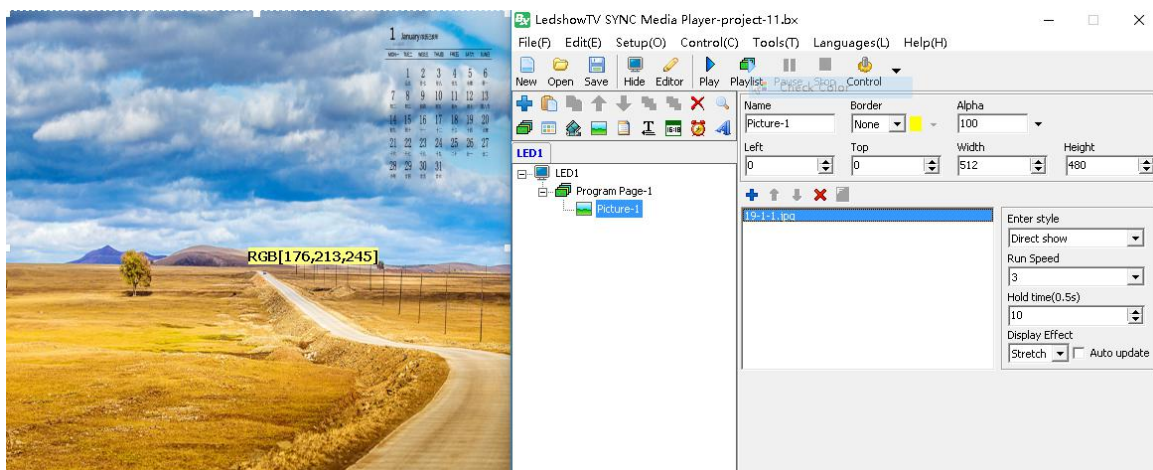 1 January
1 2 3 4 5 6
7 8 9 10 11 12 13
14 15 16 17 18 19 20
21 22 23 24 25 26 27
28 29 30 31
RGB[176,213,245]
LedshowTV SYNC Media Player-project-11.bx
File(F) Edit(E) Setup(O) Control(C) Tools(T) Languages(L) Help(H)
New Open Save Hide Editor Play Playlist Pause Stop Control
Check Color
LED1
LED1
Program Page-1
Picture-1
Name Border Alpha
Picture-1 None 100
Left Top Width Height
0 0 512 480
19-1-1.jpg
Enter style
Direct show
Run Speed
3
Hold time(0.5s)
10
Display Effect
Stretch Auto update